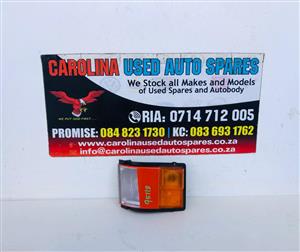 CAROLINA USED AUTO SPARES
We Stock all Makes and Models
of Used Spares and Autobody
WE PUT GOD FIRST...
RIA: 0714 712 005
PROMISE: 084 823 1730 | KC: 083 693 1762
www.carolinausedautospares.co.za
info@carolinausedautospares.co.za